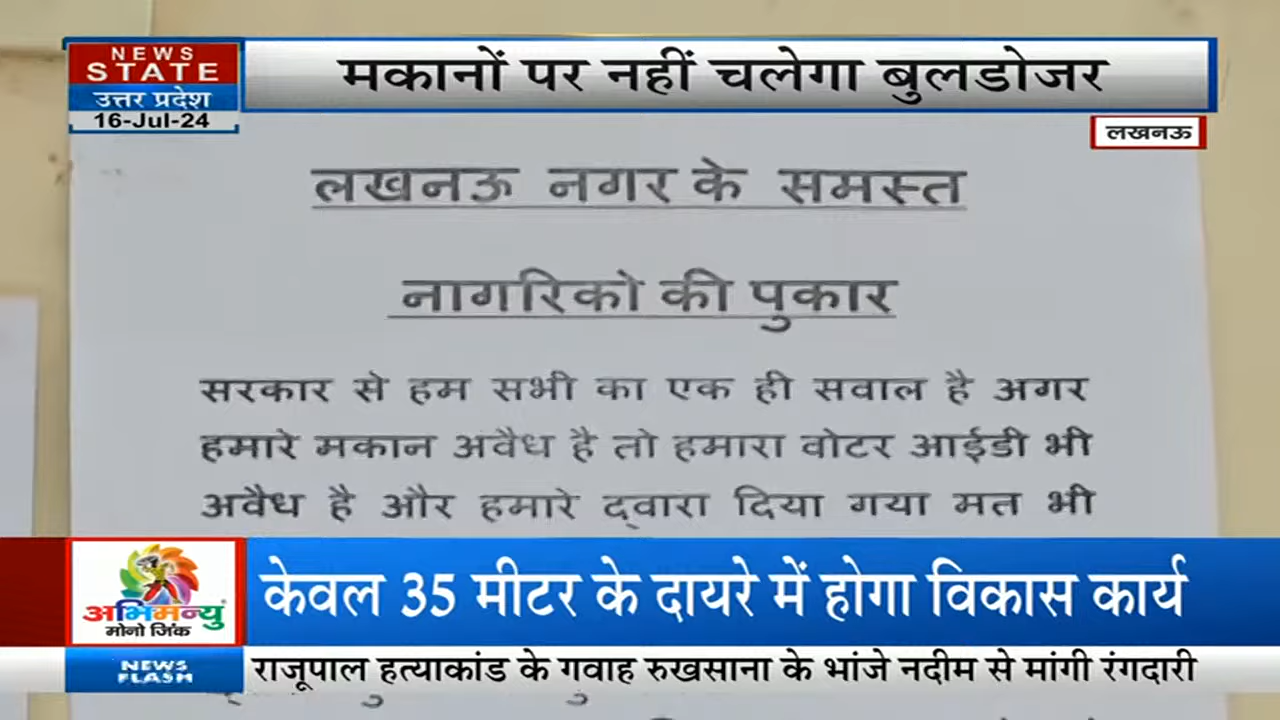 NEWS
STATE
उत्तर प्रदेश
16-Jul-24
मकानों पर नहीं चलेगा बुलडोजर
लखनऊ
लखनऊ नगर के समस्त
नागरिको की पुकार
सरकार से हम सभी का एक ही सवाल है अगर
हमारे मकान अवैध है तो हमारा वोटर आईडी भी
अवैध है और हमारे द्वारा दिया गया मत भी
अभिमन्यु
मोनो जिंक
केवल 35 मीटर के दायरे में होगा विकास कार्य
NEWS
FLASH
राजूपाल हत्याकांड के गवाह रुखसाना के भांजे नदीम से मांगी रंगदारी